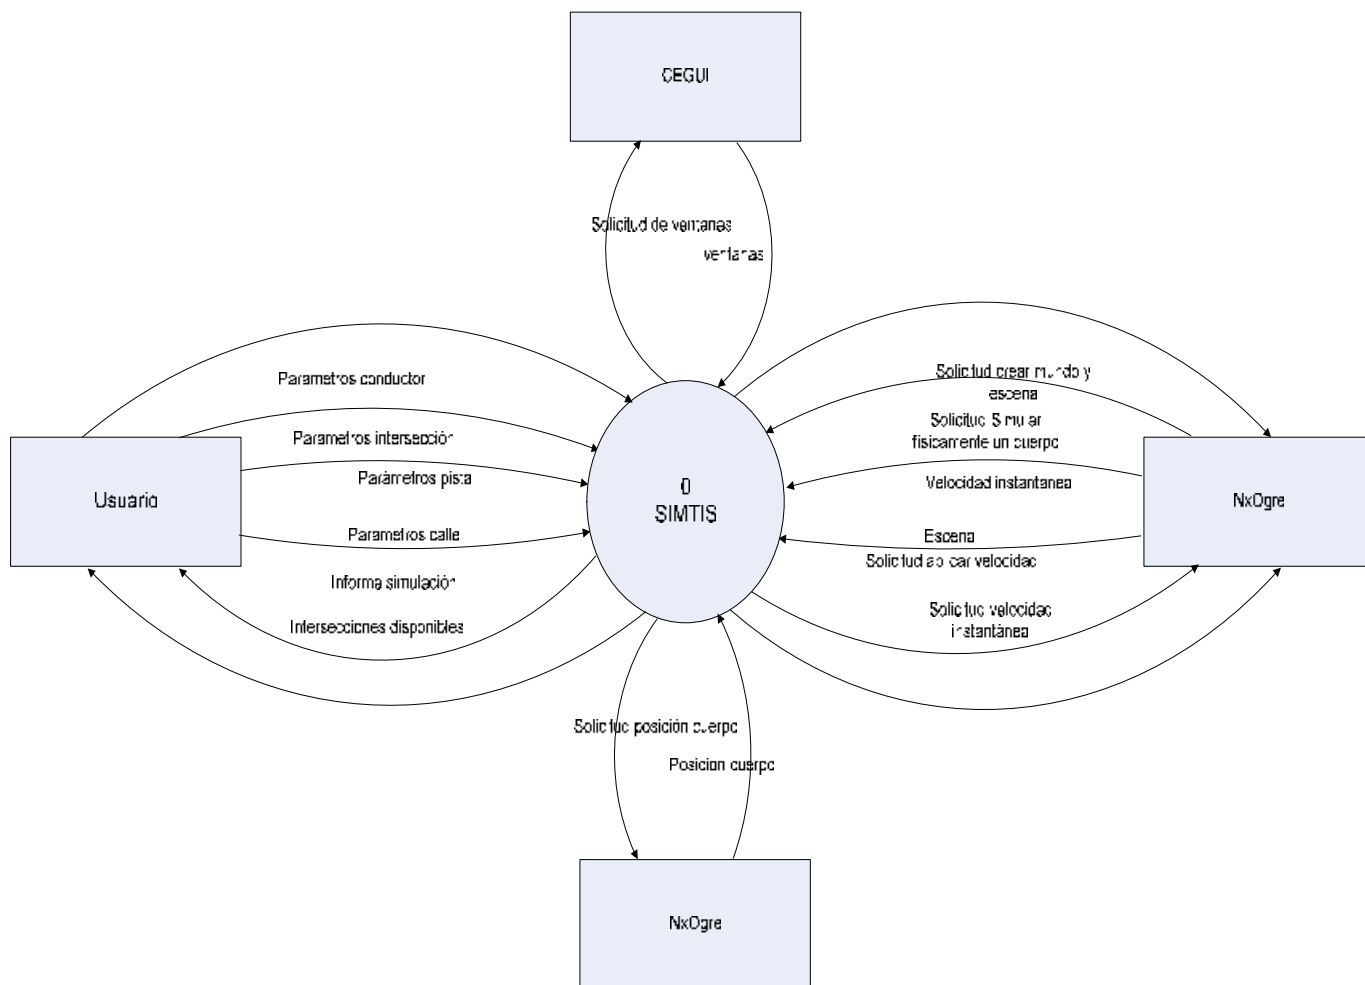 CEGUI
Solicitud de ventanas
ventanas
Parametros conductor
Parametros intersección
Parámetros pista
Parametros calle
Informe simulación
Intersecciones disponibles
Usuario
0
SIMTIS
Solicitud crear mundo y
escena
Solicitud Simular
físicamente un cuerpo
Velocidad instantanea
Escena
Solicitud aplicar velocidad
Solicitud velocidad
instantánea
NxOgre
Solicitud posición cuerpo
Posicion cuerpo
NxOgre